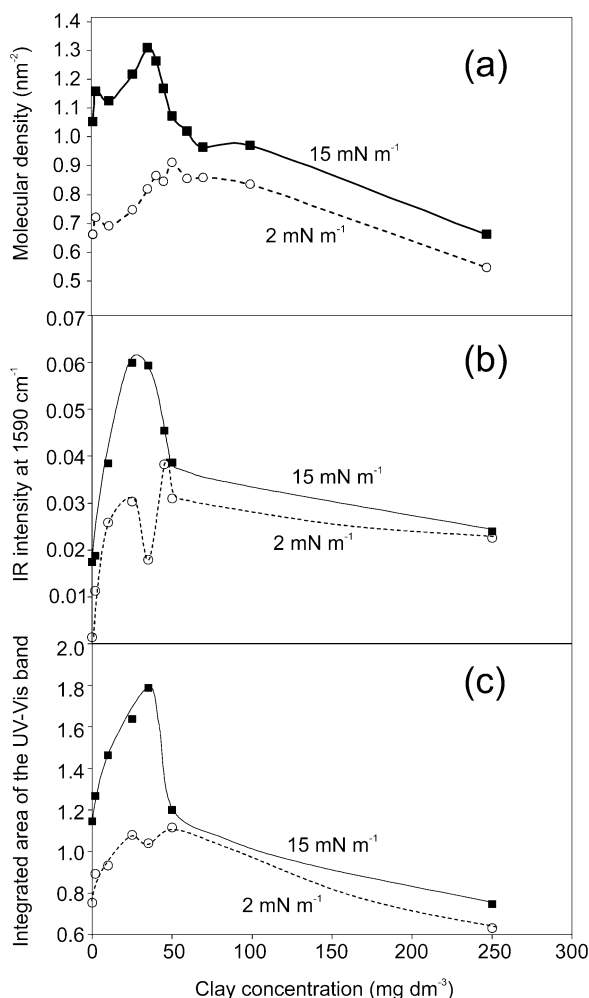 1.4
1.3
1.2
1.1
1.0
0.9
0.8
0.7
0.6
0.5
Molecular density (nm⁻²)
(a)
15 mN m⁻¹
2 mN m⁻¹
0.07
0.06
0.05
0.04
0.03
0.02
0.01
IR intensity at 1590 cm⁻¹
(b)
15 mN m⁻¹
2 mN m⁻¹
2.0
1.8
1.6
1.4
1.2
1.0
0.8
0.6
Integrated area of the UV-Vis band
(c)
15 mN m⁻¹
2 mN m⁻¹
0 50 100 150 200 250 300
Clay concentration (mg dm⁻³)